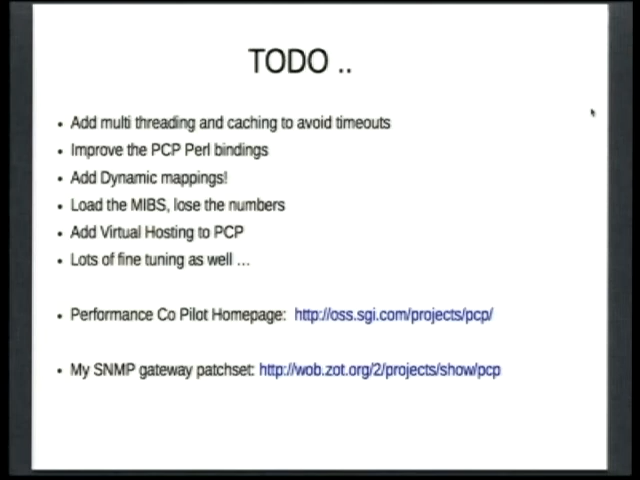 TODO ..
• Add multi threading and caching to avoid timeouts
• Improve the PCP Perl bindings
• Add Dynamic mappings!
• Load the MIBS, lose the numbers
• Add Virtual Hosting to PCP
• Lots of fine tuning as well ...
• Performance Co Pilot Homepage: http://oss.sgi.com/projects/pcp/
• My SNMP gateway patchset: http://wob.zot.org/2/projects/show/pcp